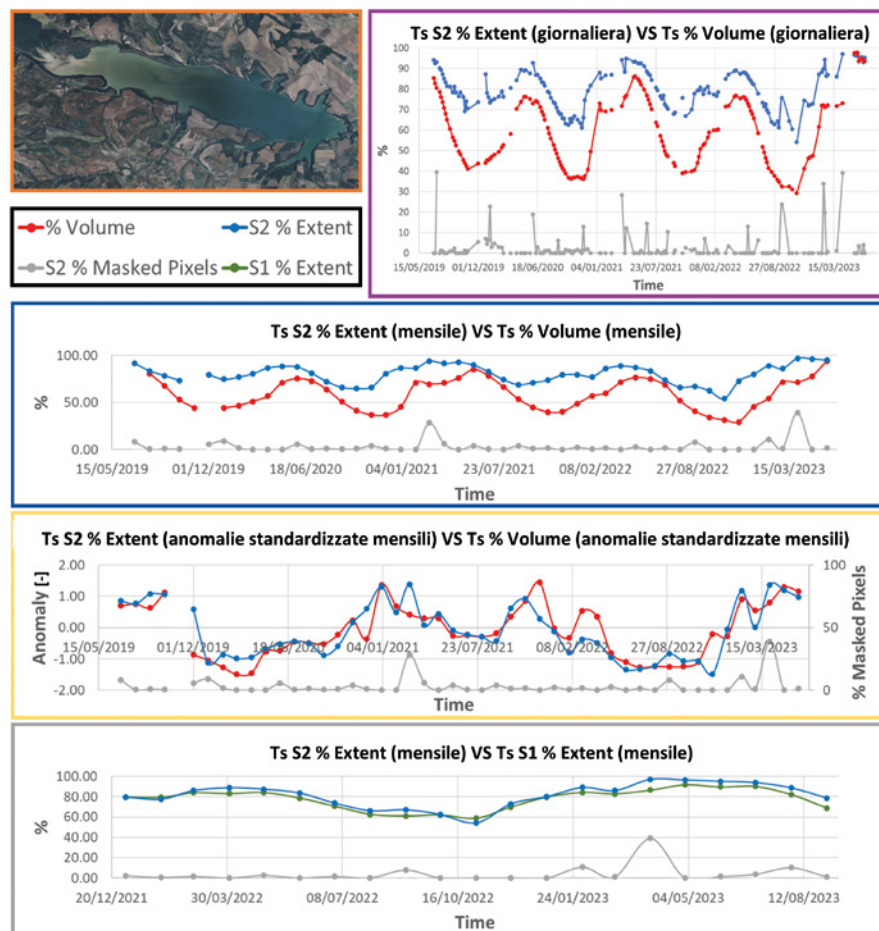 Ts S2 % Extent (giornaliera) VS Ts % Volume (giornaliera)
100
90
80
70
60
50
40
30
20
10
0
%
15/05/2019 01/12/2019 18/06/2020 04/01/2021 23/07/2021 08/02/2022 27/08/2022 15/03/2023
Time
% Volume S2 % Extent
S2 % Masked Pixels S1 % Extent
Ts S2 % Extent (mensile) VS Ts % Volume (mensile)
100.00
50.00
0.00
%
15/05/2019 01/12/2019 18/06/2020 04/01/2021 23/07/2021 08/02/2022 27/08/2022 15/03/2023
Time
Ts S2 % Extent (anomalie standardizzate mensili) VS Ts % Volume (anomalie standardizzate mensili)
2.00
1.00
0.00
-1.00
-2.00
Anomaly [-]
100
50
0
% Masked Pixels
15/05/2019 01/12/2019 18/06/2020 04/01/2021 23/07/2021 08/02/2022 27/08/2022 15/03/2023
Time
Ts S2 % Extent (mensile) VS Ts S1 % Extent (mensile)
100.00
80.00
60.00
40.00
20.00
0.00
%
20/12/2021 30/03/2022 08/07/2022 16/10/2022 24/01/2023 04/05/2023 12/08/2023
Time